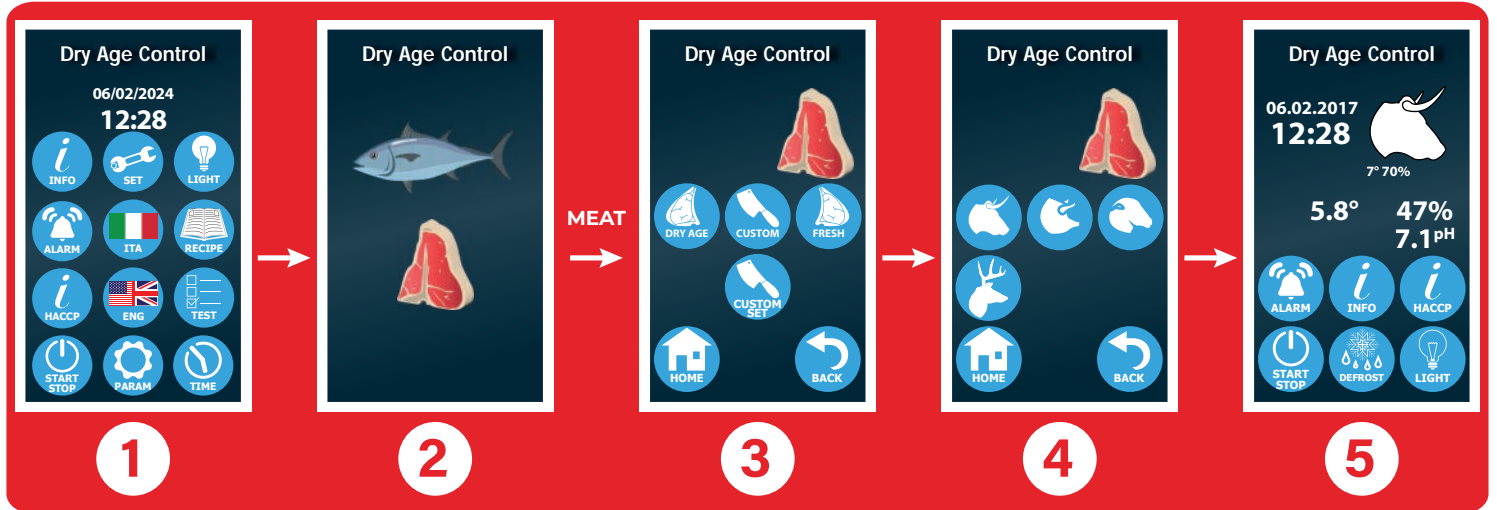 Dry Age Control
06/02/2024
12:28
INFO
SET
LIGHT
ALARM
ITA
RECIPE
HACCP
ENG
TEST
START
STOP
PARAM
TIME
1
Dry Age Control
2
MEAT
Dry Age Control
DRY AGE
CUSTOM
FRESH
CUSTOM
SET
HOME
BACK
3
Dry Age Control
HOME
BACK
4
Dry Age Control
06.02.2017
12:28
7° 70%
5.8° 47%
7.1pH
ALARM
INFO
HACCP
START
STOP
DEFROST
LIGHT
5